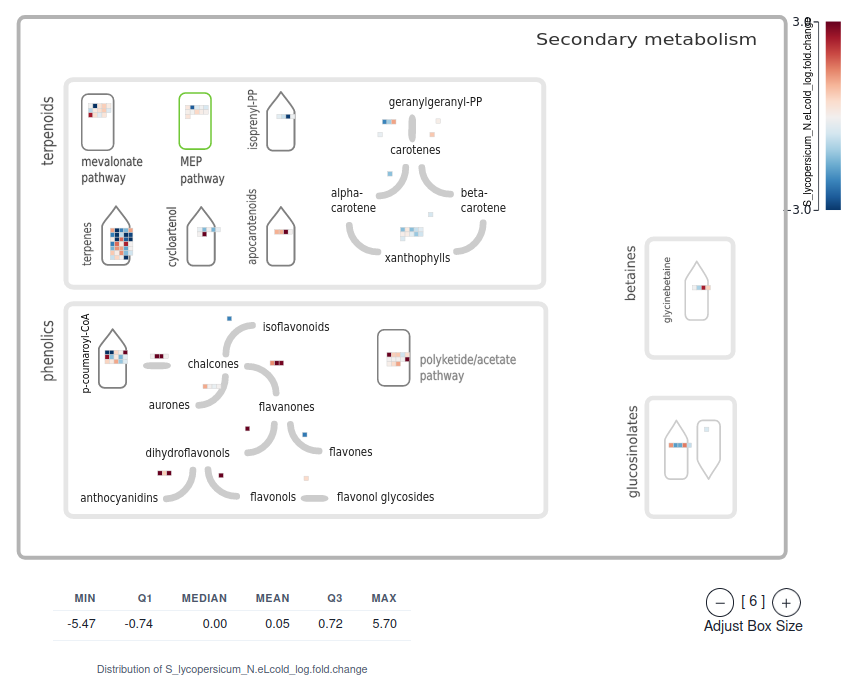 Secondary metabolism
3.0
S_lycopersicum_N.eLcold_log.fold.change
-3.0
terpenoids
mevalonate
pathway
MEP
pathway
isoprenyl-PP
geranylgeranyl-PP
carotenes
alpha-
carotene
beta-
carotene
xanthophylls
terpenes
cycloartenol
apocarotenoids
betaines
glycinebetaine
phenolics
p-coumaroyl-CoA
isoflavonoids
chalcones
polyketide/acetate
pathway
aurones
flavanones
dihydroflavonols
flavones
anthocyanidins
flavonols
flavonol glycosides
glucosinolates
MIN Q1 MEDIAN MEAN Q3 MAX
-5.47 -0.74 0.00 0.05 0.72 5.70
Distribution of S_lycopersicum_N.eLcold_log.fold.change
− [ 6 ] +
Adjust Box Size